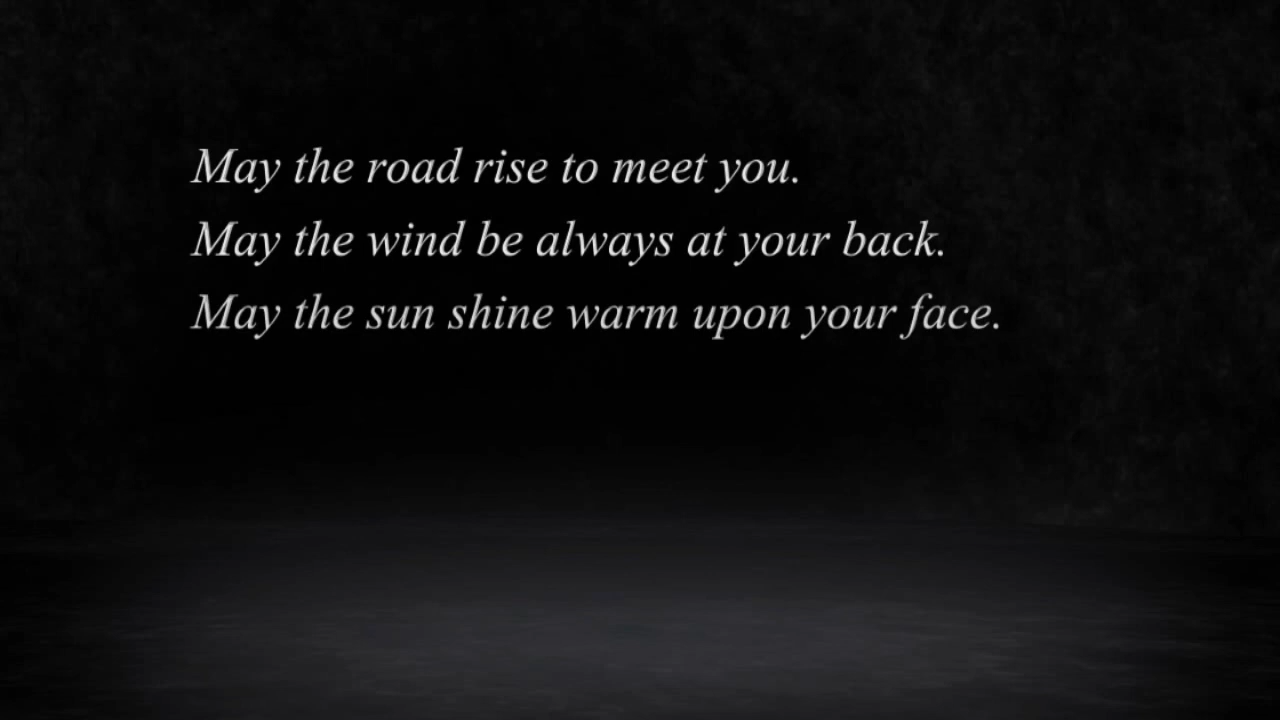 May the road rise to meet you.
May the wind be always at your back.
May the sun shine warm upon your face.